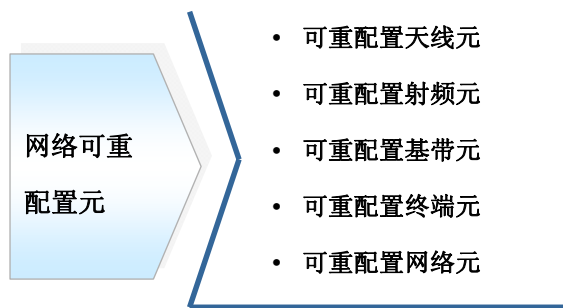 网络可重
配置元
• 可重配置天线元
• 可重配置射频元
• 可重配置基带元
• 可重配置终端元
• 可重配置网络元